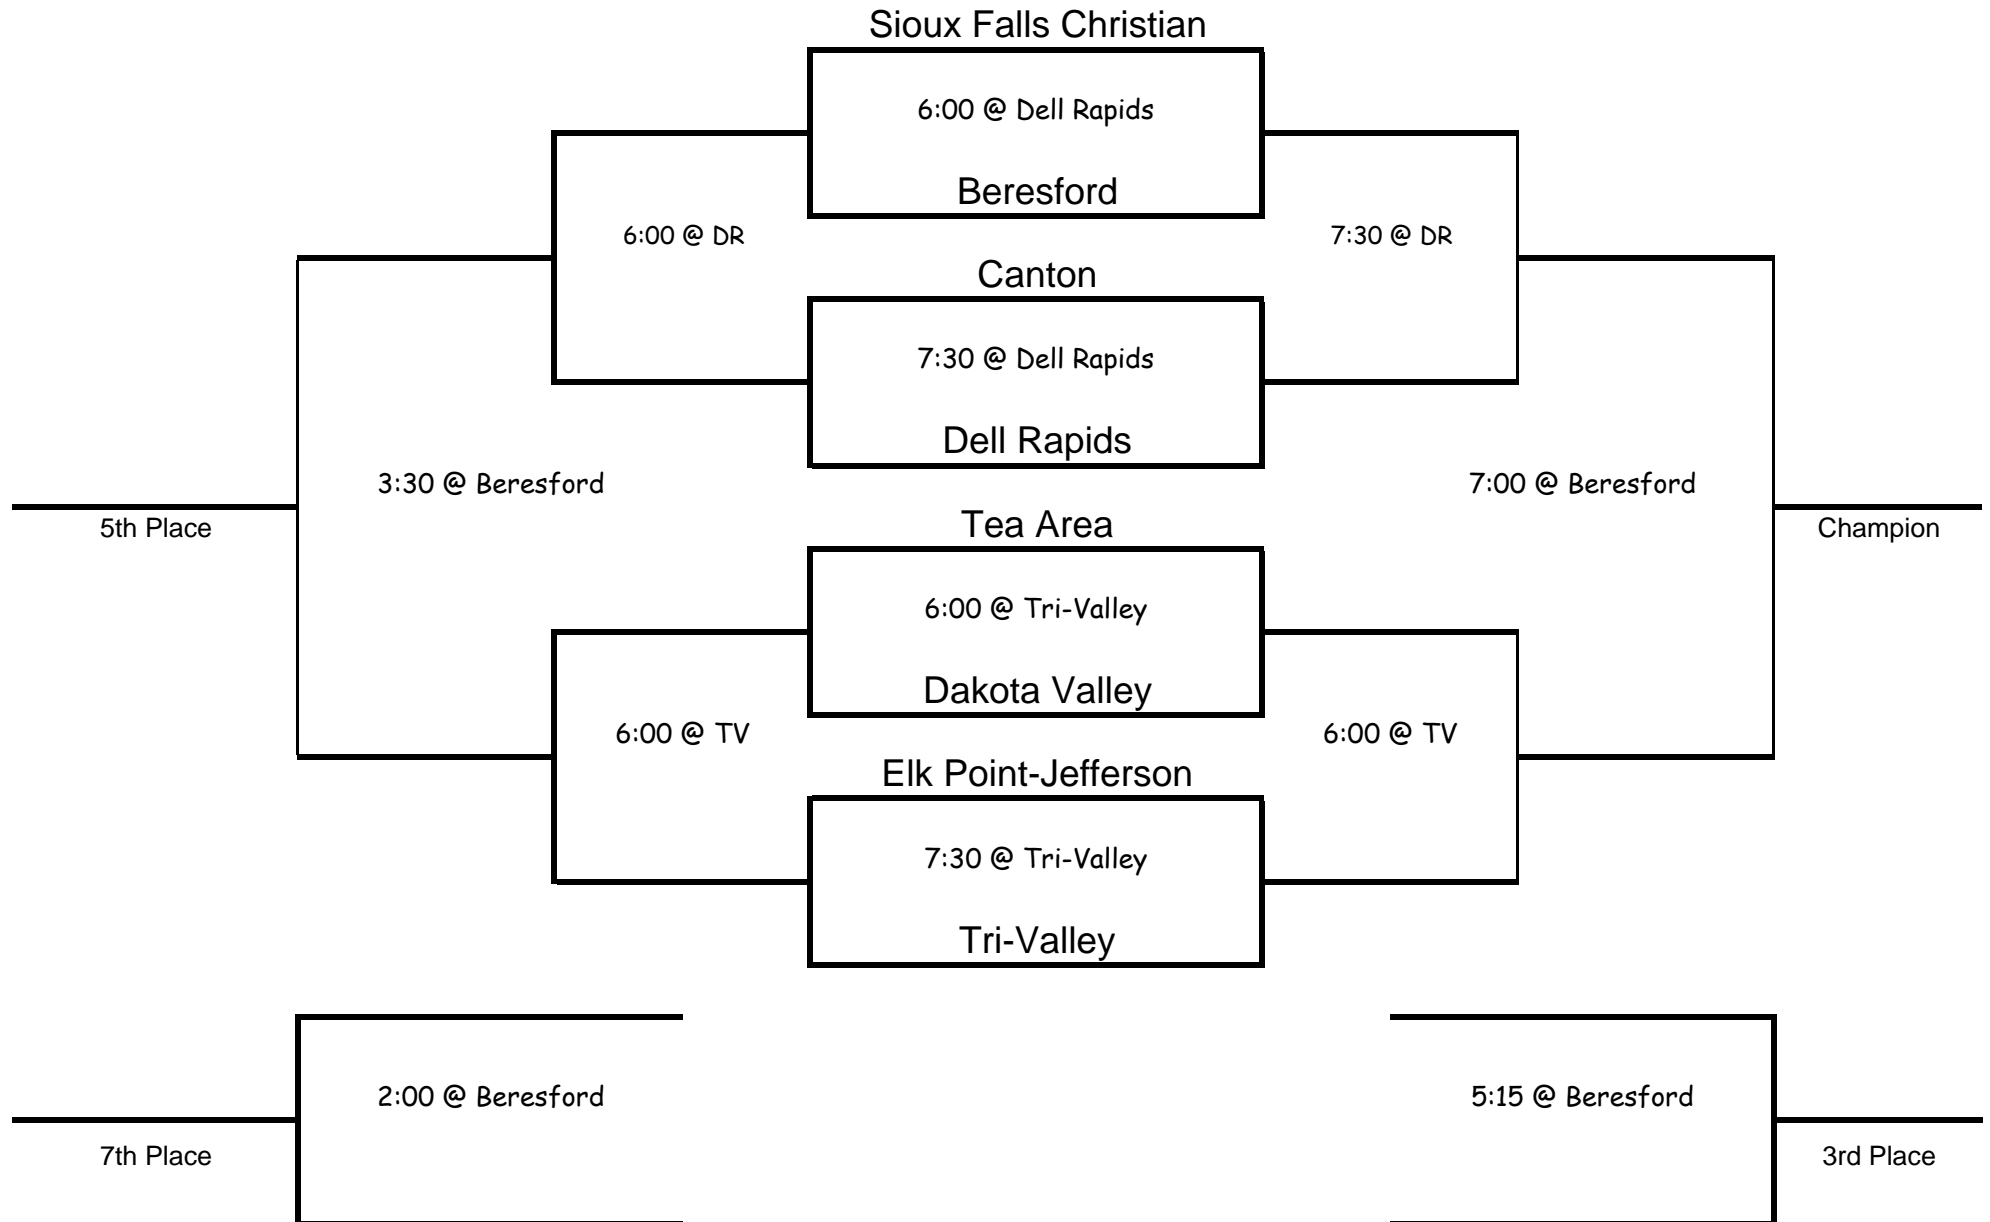 Sioux Falls Christian
6:00 @ Dell Rapids
Beresford
6:00 @ DR
7:30 @ DR
Canton
7:30 @ Dell Rapids
Dell Rapids
3:30 @ Beresford
7:00 @ Beresford
5th Place
Tea Area
Champion
6:00 @ Tri-Valley
Dakota Valley
6:00 @ TV
6:00 @ TV
Elk Point-Jefferson
7:30 @ Tri-Valley
Tri-Valley
2:00 @ Beresford
5:15 @ Beresford
7th Place
3rd Place